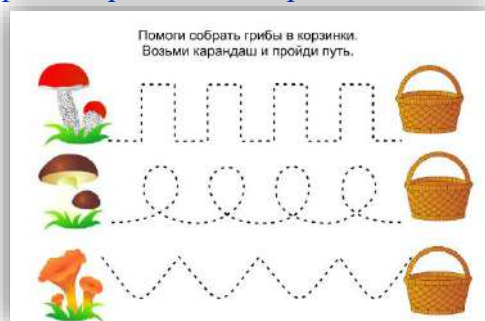 Помоги собрать грибы в корзинки.
Возьми карандаш и пройди путь.